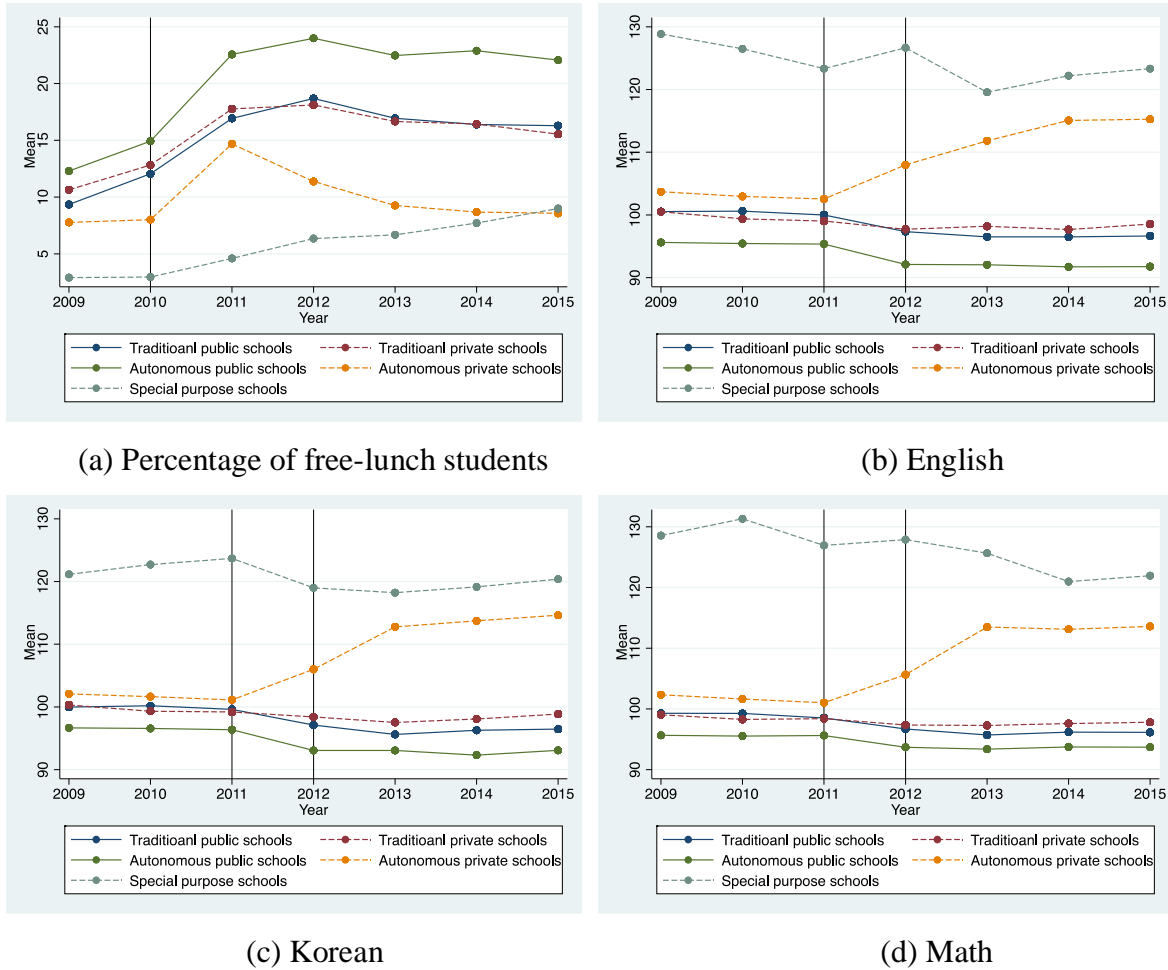 25
20
15
10
5
Mean
2009 2010 2011 2012 2013 2014 2015
Year
Traditioanl public schools Traditioanl private schools
Autonomous public schools Autonomous private schools
Special purpose schools
(a) Percentage of free-lunch students
130
120
110
100
90
Mean
2009 2010 2011 2012 2013 2014 2015
Year
Traditioanl public schools Traditioanl private schools
Autonomous public schools Autonomous private schools
Special purpose schools
(b) English
130
120
110
100
90
Mean
2009 2010 2011 2012 2013 2014 2015
Year
Traditioanl public schools Traditioanl private schools
Autonomous public schools Autonomous private schools
Special purpose schools
(c) Korean
130
120
110
100
90
Mean
2009 2010 2011 2012 2013 2014 2015
Year
Traditioanl public schools Traditioanl private schools
Autonomous public schools Autonomous private schools
Special purpose schools
(d) Math